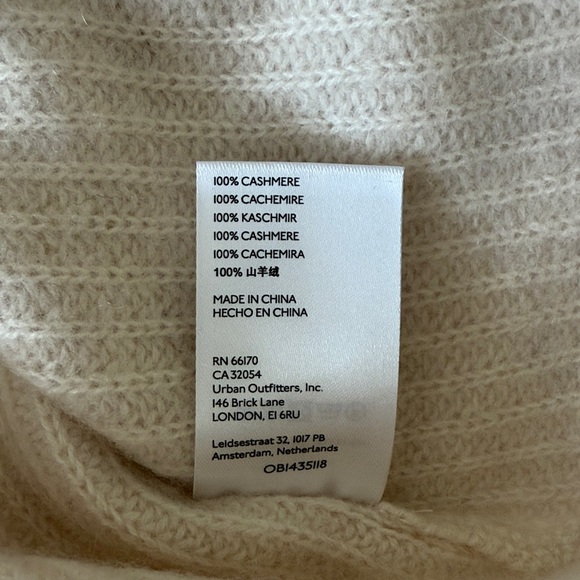 100% CASHMERE
100% CACHEMIRE
100% KASCHMIR
100% CASHMERE
100% CACHEMIRA
100% 山羊绒
MADE IN CHINA
HECHO EN CHINA
RN 66170
CA 32054
Urban Outfitters, Inc.
146 Brick Lane
LONDON, E1 6RU
Leidsestraat 32, 1017 PB
Amsterdam, Netherlands
OB1435118